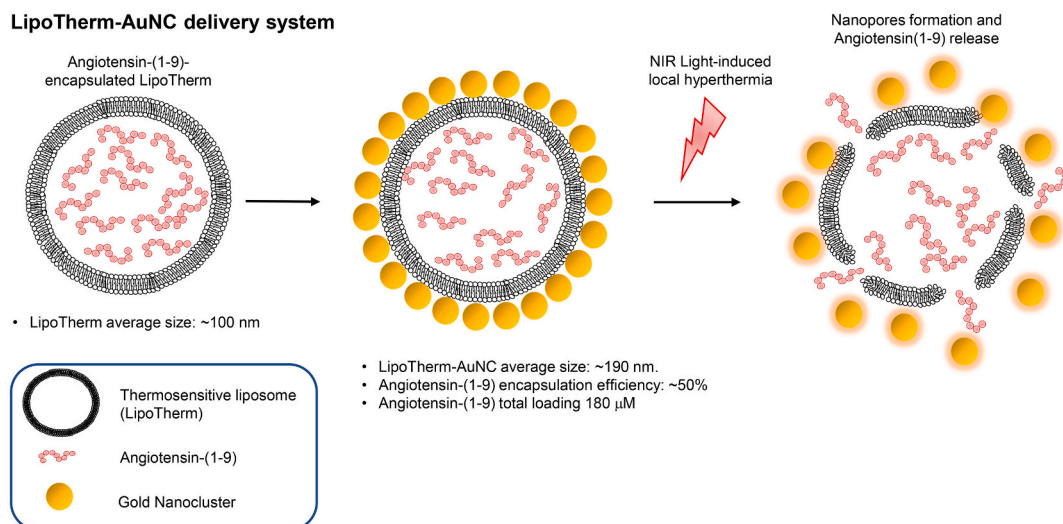 LipoTherm-AuNC delivery system
Angiotensin-(1-9)-
encapsulated LipoTherm
NIR Light-induced
local hyperthermia
Nanopores formation and
Angiotensin(1-9) release
• LipoTherm average size: ~100 nm
• LipoTherm-AuNC average size: ~190 nm.
• Angiotensin-(1-9) encapsulation efficiency: ~50%
• Angiotensin-(1-9) total loading 180 μM
Thermosensitive liposome
(LipoTherm)
Angiotensin-(1-9)
Gold Nanocluster